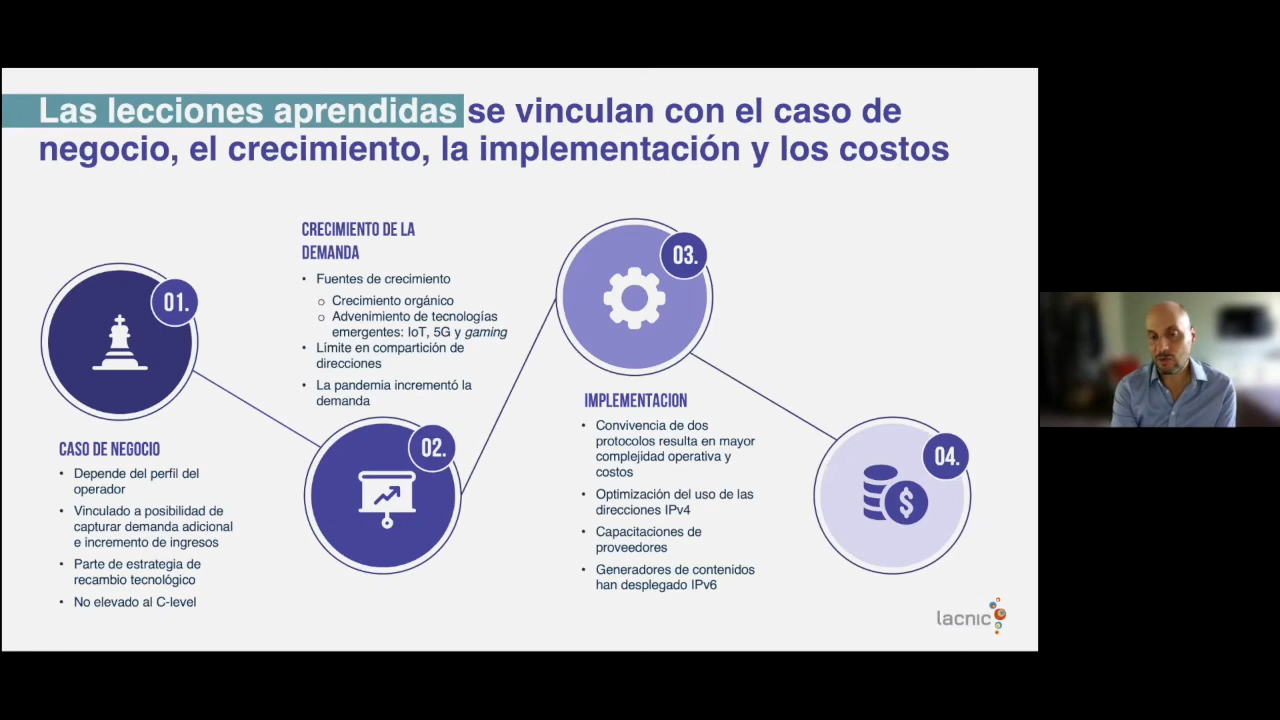 Las lecciones aprendidas se vinculan con el caso de
negocio, el crecimiento, la implementación y los costos
01.
CASO DE NEGOCIO
• Depende del perfil del
operador
• Vinculado a posibilidad de
capturar demanda adicional
e incremento de ingresos
• Parte de estrategia de
recambio tecnológico
• No elevado al C-level
CRECIMIENTO DE LA
DEMANDA
• Fuentes de crecimiento
o Crecimiento orgánico
o Advenimiento de tecnologías
emergentes: IoT, 5G y gaming
• Límite en compartición de
direcciones
• La pandemia incrementó la
demanda
02.
03.
IMPLEMENTACION
• Convivencia de dos
protocolos resulta en mayor
complejidad operativa y
costos
• Optimización del uso de las
direcciones IPv4
• Capacitaciones de
proveedores
• Generadores de contenidos
han desplegado IPv6
04.
$
lacnic